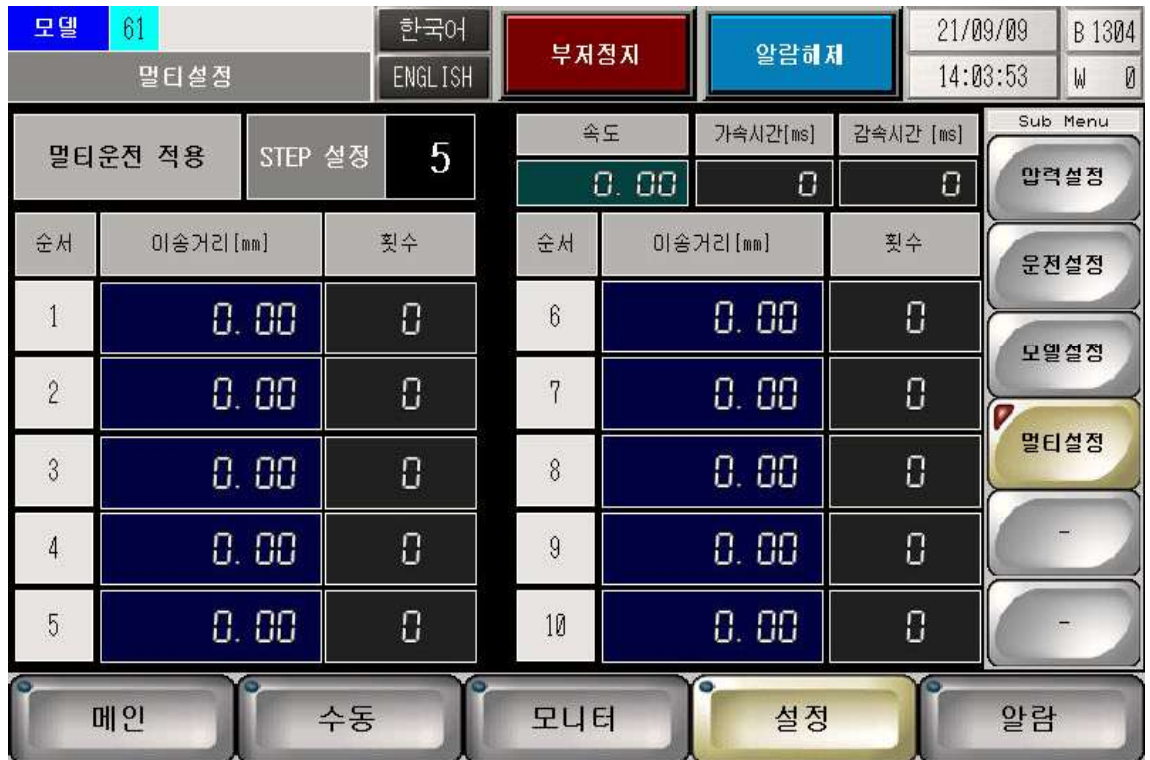 모델 61 한국어 부저정지 알람해제 21/09/09 B 1304
멀티설정 ENGLISH 14:03:53 W 0
멀티운전 적용 STEP 설정 5 속도 가속시간[ms] 감속시간 [ms] Sub Menu
0.00 0 0 압력설정
순서 이송거리[mm] 횟수 순서 이송거리[mm] 횟수 운전설정
1 0.00 0 6 0.00 0 모델설정
2 0.00 0 7 0.00 0 멀티설정
3 0.00 0 8 0.00 0
4 0.00 0 9 0.00 0 -
5 0.00 0 10 0.00 0 -
메인 수동 모니터 설정 알람